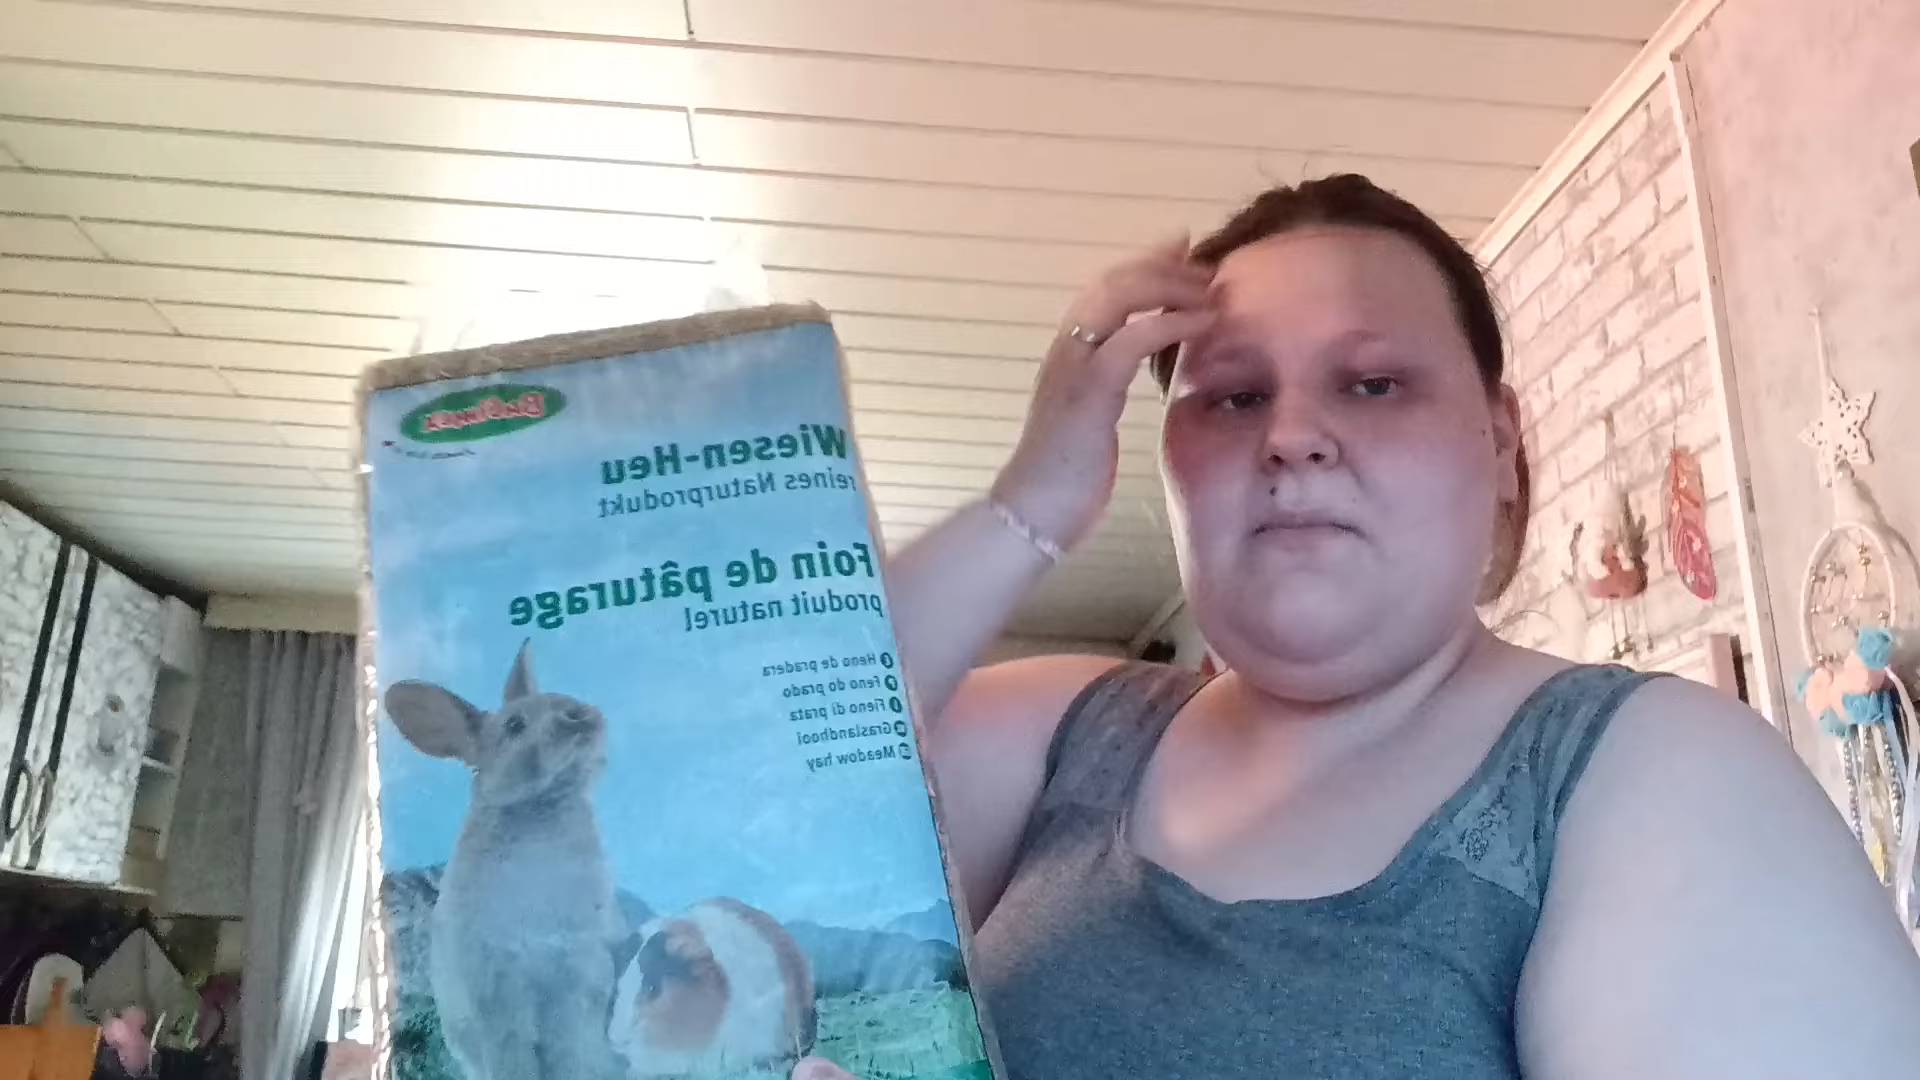 Wiesen-Heu
reines Naturprodukt
Foin de pâturage
produit naturel
Heno de pradera
Feno do prado
Fieno di prata
Graslandhooi
Meadow hay